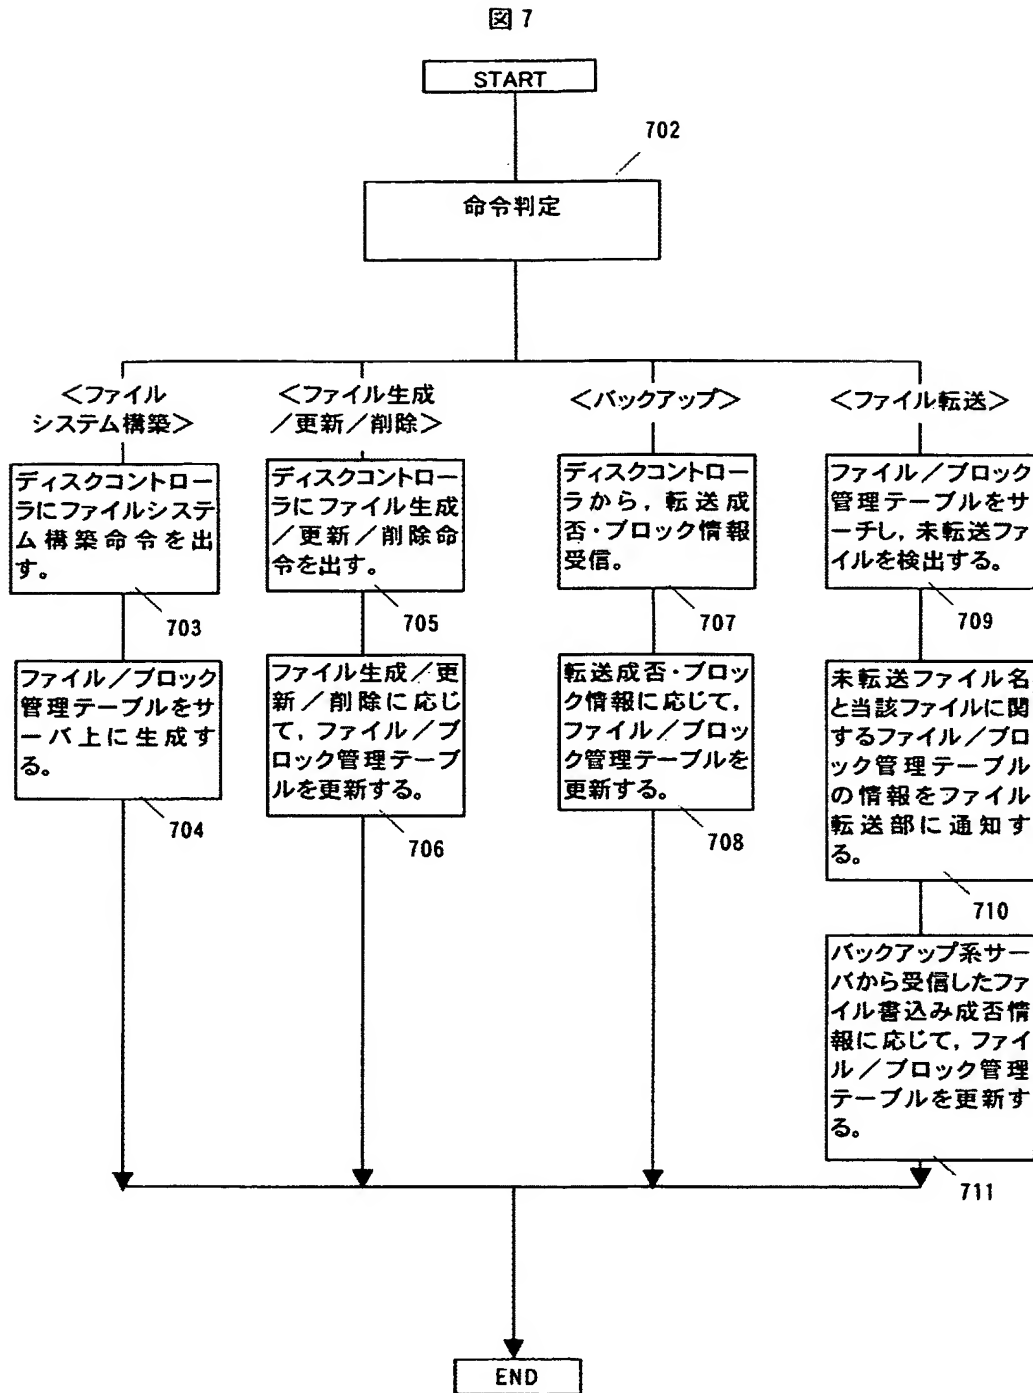 図7
START
702
命令判定
<ファイル
システム構築>
ディスクコントロー
ラにファイルシステ
ム構築命令を出
す。
703
ファイル/ブロック
管理テーブルをサ
ーバ上に生成す
る。
704
<ファイル生成
/更新/削除>
ディスクコントロー
ラにファイル生成
/更新/削除命
令を出す。
705
ファイル生成/更
新/削除に応じ
て,ファイル/ブ
ロック管理テーブ
ルを更新する。
706
<バックアップ>
ディスクコントロー
ラから,転送成
否・ブロック情報
受信。
707
転送成否・ブロッ
ク情報に応じて,
ファイル/ブロッ
ク管理テーブルを
更新する。
708
<ファイル転送>
ファイル/ブロック
管理テーブルをサ
ーチし,未転送ファ
イルを検出する。
709
未転送ファイル名
と当該ファイルに関
するファイル/ブロ
ック管理テーブル
の情報をファイル
転送部に通知す
る。
710
バックアップ系サー
バから受信したファ
イル書込み成否情
報に応じて,ファイ
ル/ブロック管理
テーブルを更新す
る。
711
END